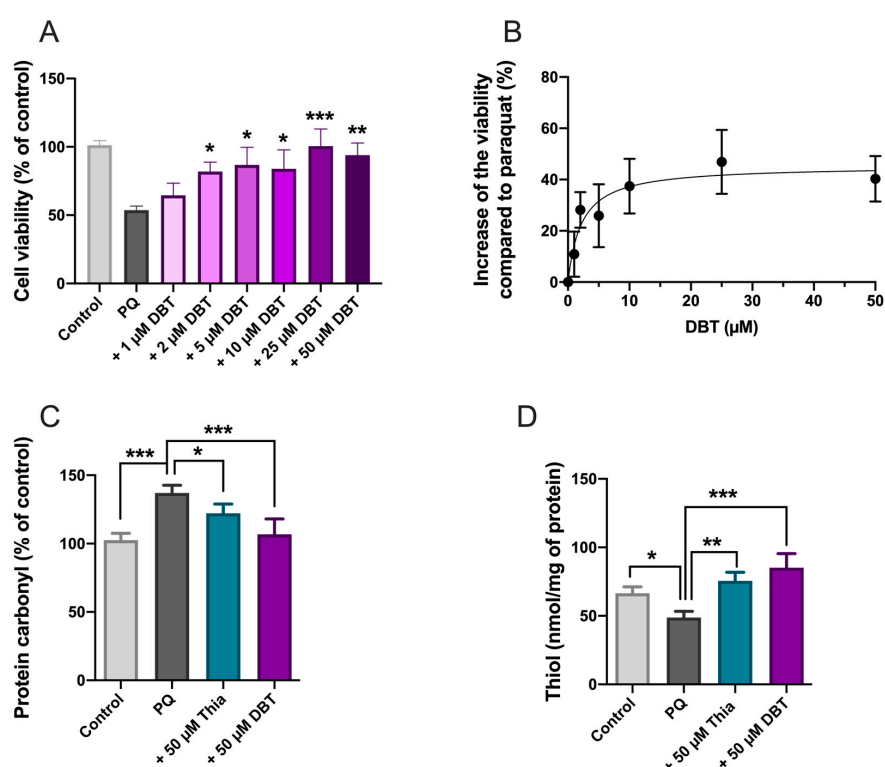 A
Cell viability (% of control)
150
100
50
0
*
*
*
***
**
Control
PQ
+ 1 µM DBT
+ 2 µM DBT
+ 5 µM DBT
+ 10 µM DBT
+ 25 µM DBT
+ 50 µM DBT
B
Increase of the viability
compared to paraquat (%)
80
60
40
20
0
0
10
20
30
40
50
DBT (µM)
C
Protein carbonyl (% of control)
150
100
50
0
***
***
*
Control
PQ
+ 50 µM Thia
+ 50 µM DBT
D
Thiol (nmol/mg of protein)
150
100
50
0
***
*
**
Control
PQ
+ 50 µM Thia
+ 50 µM DBT